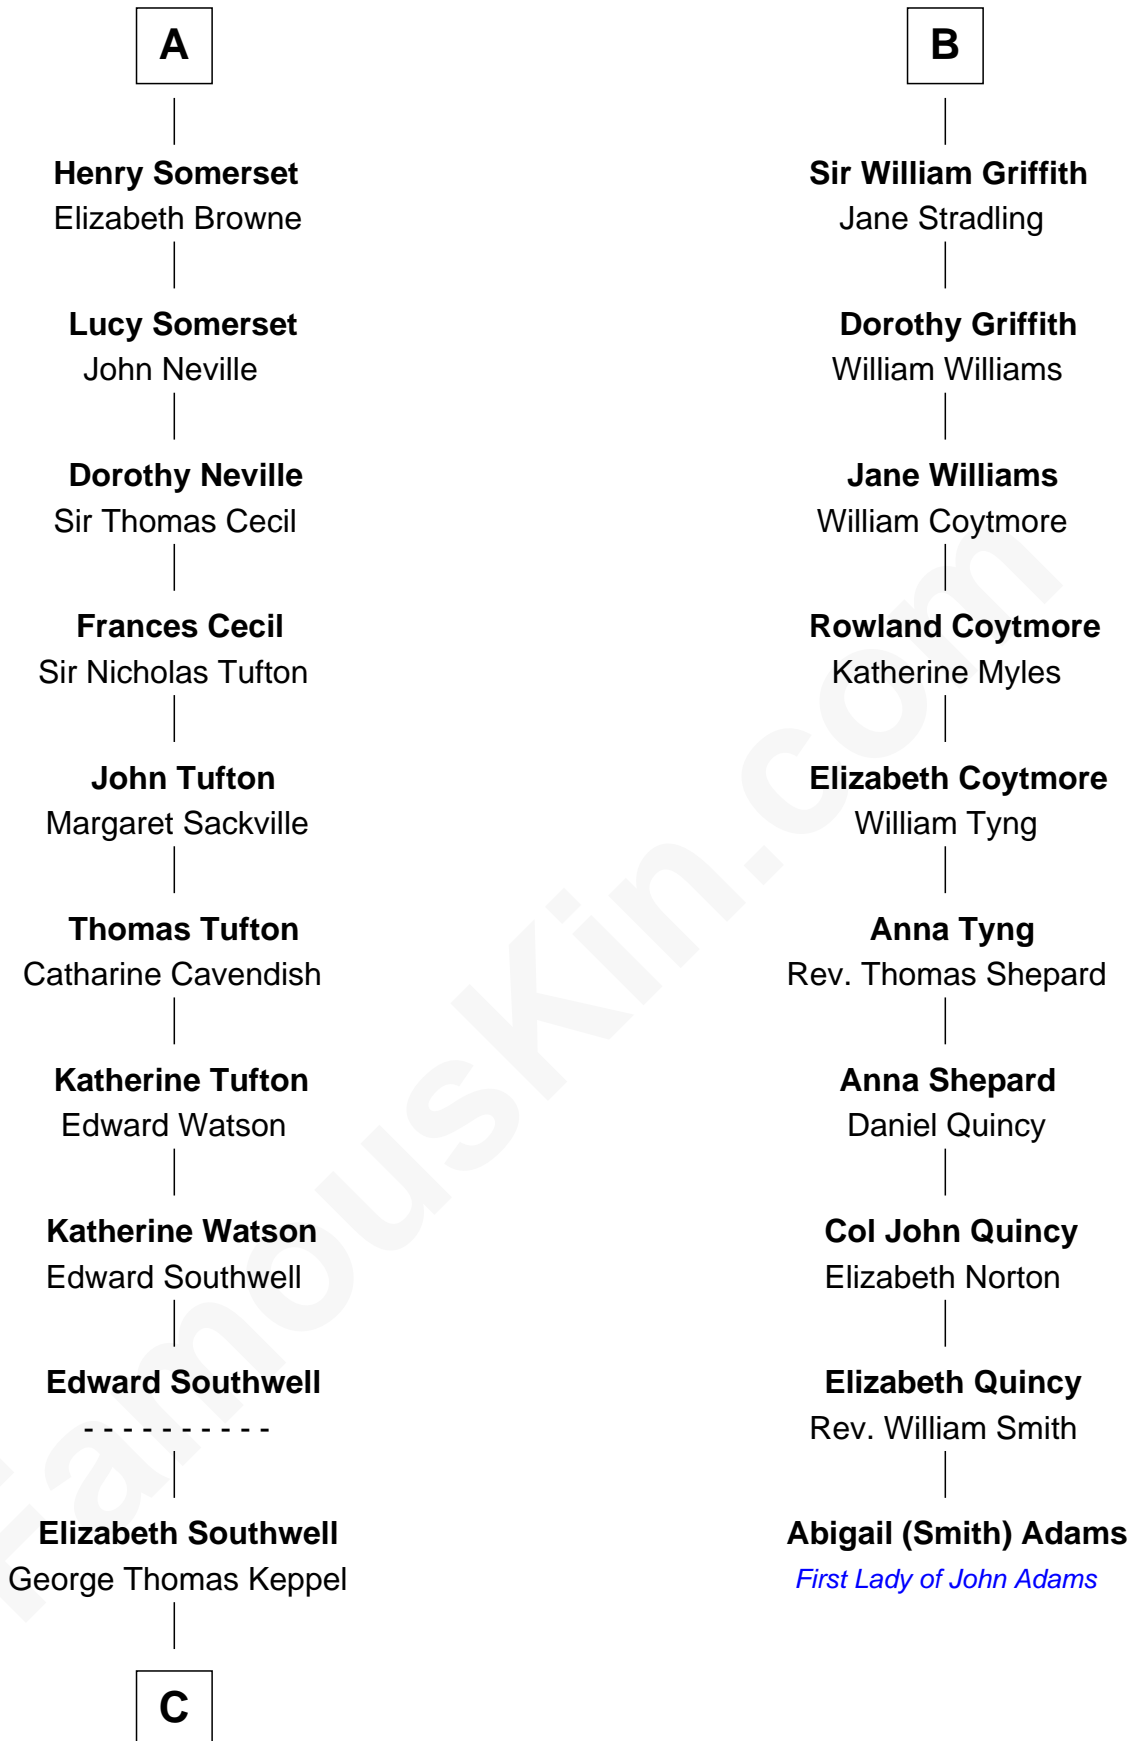 A
Henry Somerset
Elizabeth Browne
Lucy Somerset
John Neville
Dorothy Neville
Sir Thomas Cecil
Frances Cecil
Sir Nicholas Tufton
John Tufton
Margaret Sackville
Thomas Tufton
Catharine Cavendish
Katherine Tufton
Edward Watson
Katherine Watson
Edward Southwell
Edward Southwell
- - - - - - - - - -
Elizabeth Southwell
George Thomas Keppel
C
B
Sir William Griffith
Jane Stradling
Dorothy Griffith
William Williams
Jane Williams
William Coytmore
Rowland Coytmore
Katherine Myles
Elizabeth Coytmore
William Tyng
Anna Tyng
Rev. Thomas Shepard
Anna Shepard
Daniel Quincy
Col John Quincy
Elizabeth Norton
Elizabeth Quincy
Rev. William Smith
Abigail (Smith) Adams
First Lady of John Adams
FamousKin.com